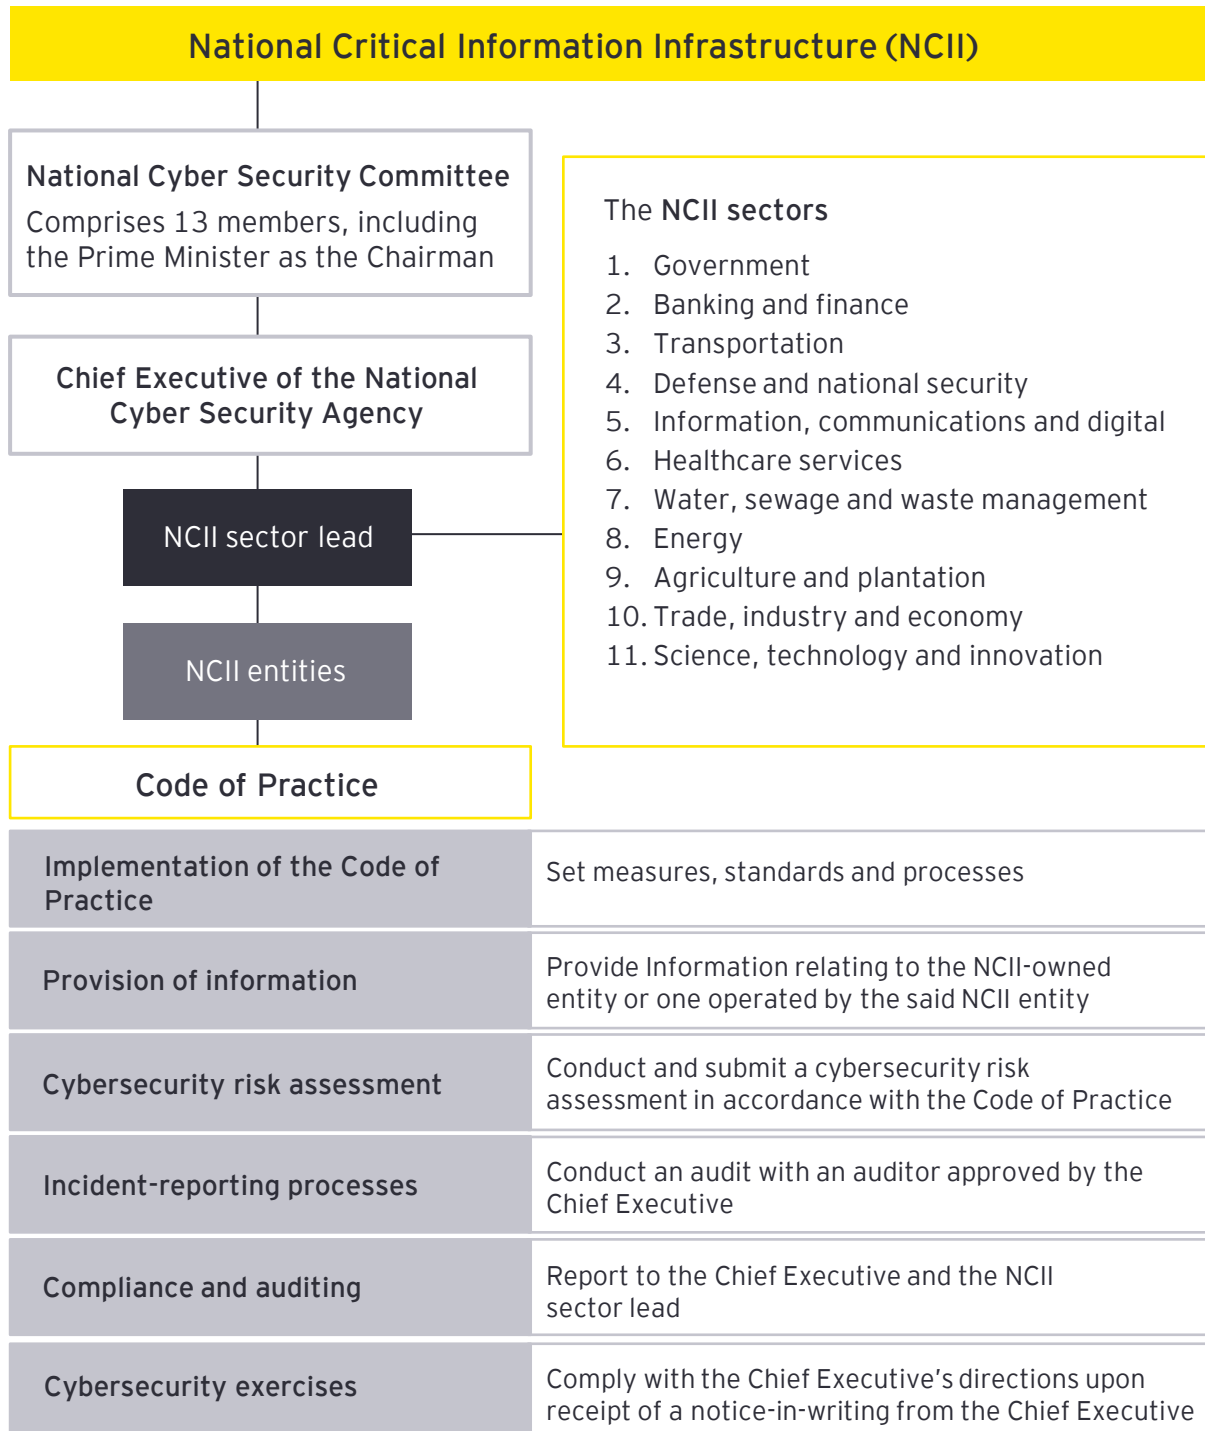 National Critical Information Infrastructure (NCII)
National Cyber Security Committee
Comprises 13 members, including
the Prime Minister as the Chairman
Chief Executive of the National
Cyber Security Agency
NCII sector lead
NCII entities
The NCII sectors
1. Government
2. Banking and finance
3. Transportation
4. Defense and national security
5. Information, communications and digital
6. Healthcare services
7. Water, sewage and waste management
8. Energy
9. Agriculture and plantation
10. Trade, industry and economy
11. Science, technology and innovation
Code of Practice
Implementation of the Code of
Practice
Set measures, standards and processes
Provision of information
Provide Information relating to the NCII-owned
entity or one operated by the said NCII entity
Cybersecurity risk assessment
Conduct and submit a cybersecurity risk
assessment in accordance with the Code of Practice
Incident-reporting processes
Conduct an audit with an auditor approved by the
Chief Executive
Compliance and auditing
Report to the Chief Executive and the NCII
sector lead
Cybersecurity exercises
Comply with the Chief Executive's directions upon
receipt of a notice-in-writing from the Chief Executive